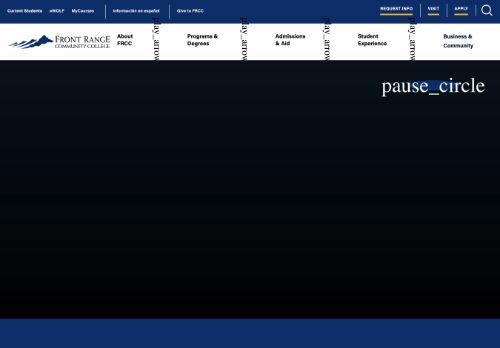 Current Students eWOLF MyCourses Información en español Give to FRCC REQUEST INFO VISIT APPLY
FRONT RANGE
COMMUNITY COLLEGE
About
FRCC
play_arrow
Programs &
Degrees
play_arrow
Admissions
& Aid
play_arrow
Student
Experience
play_arrow
Business &
Community
pause_circle